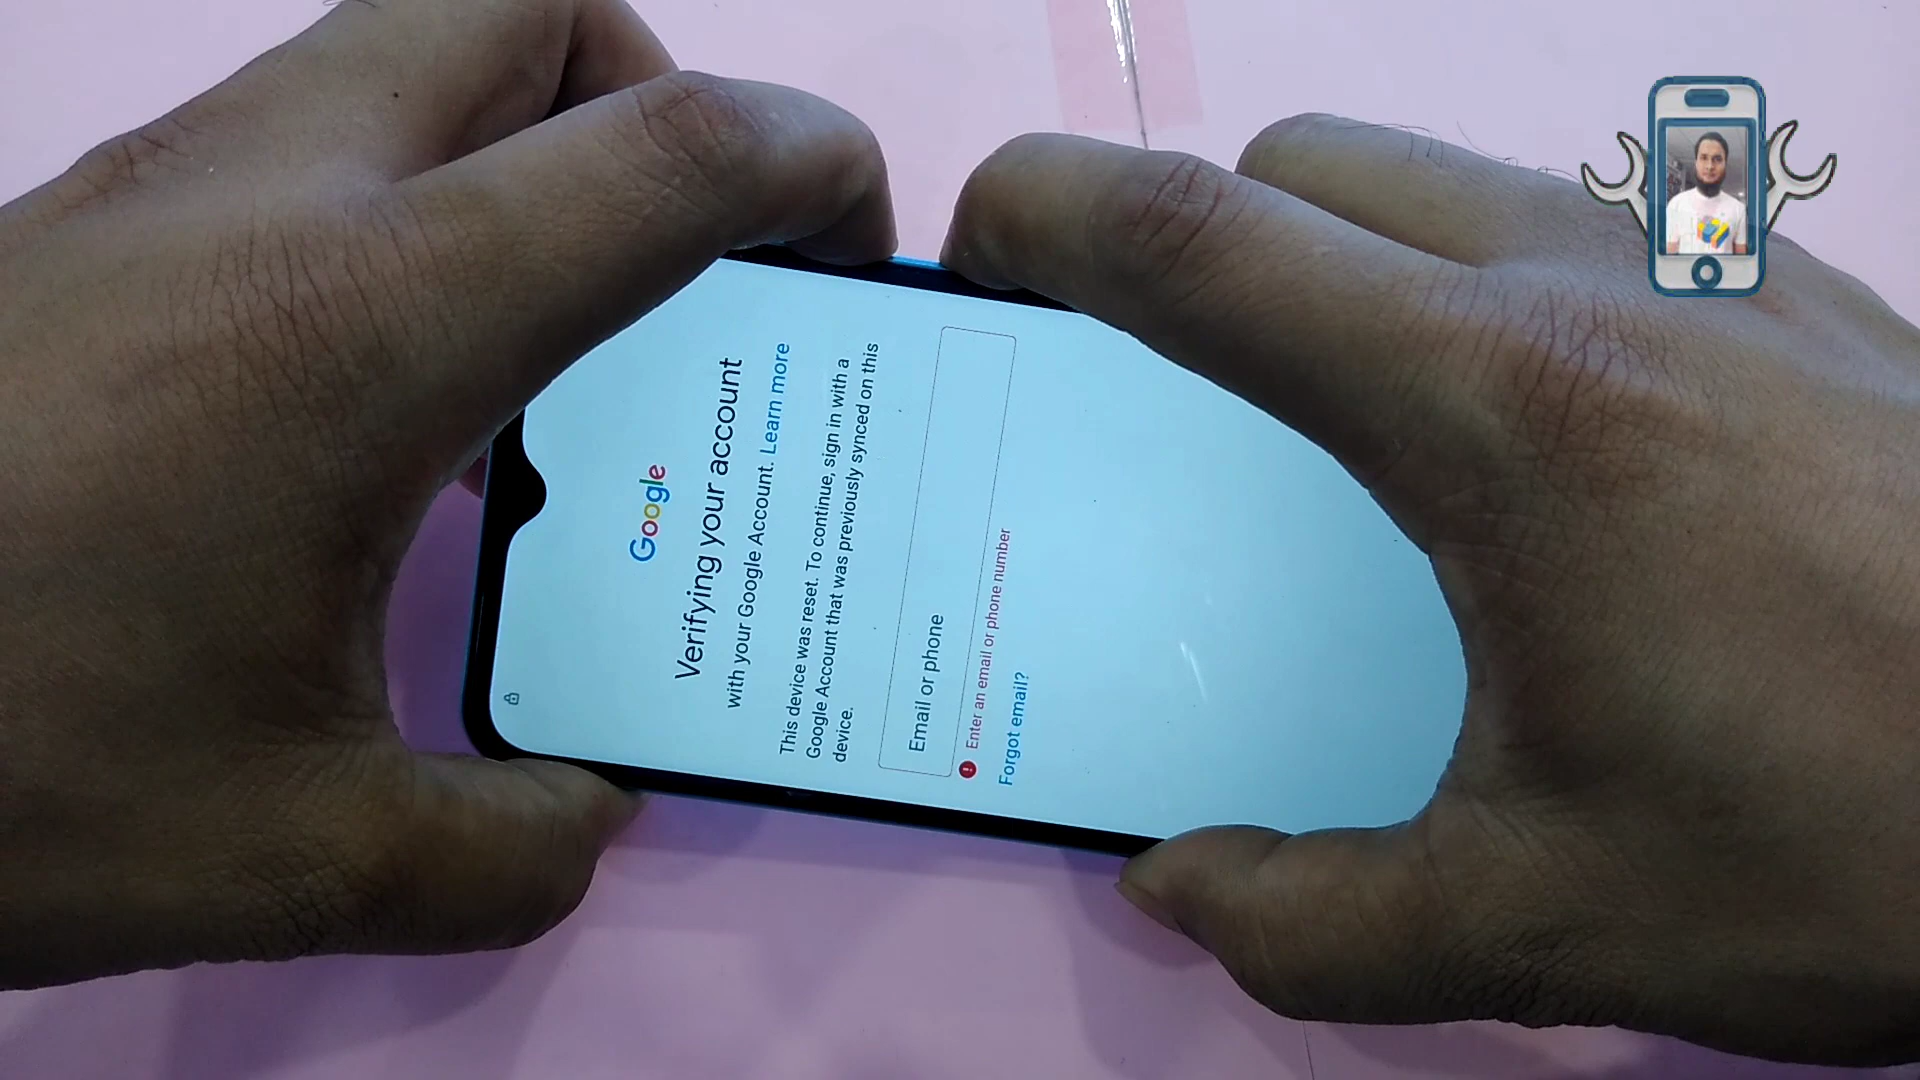 Google
Verifying your account
with your Google Account. Learn more
This device was reset. To continue, sign in with a
Google Account that was previously synced on this
device.
Email or phone
Enter an email or phone number
Forgot email?